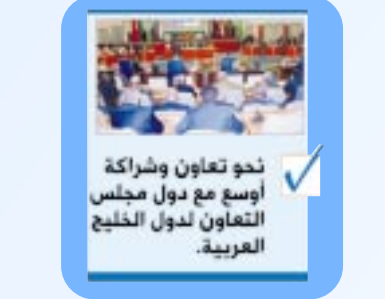 نحو تعاون وشراكة
أوسع مع دول مجلس
التعاون لدول الخليج
العربية.